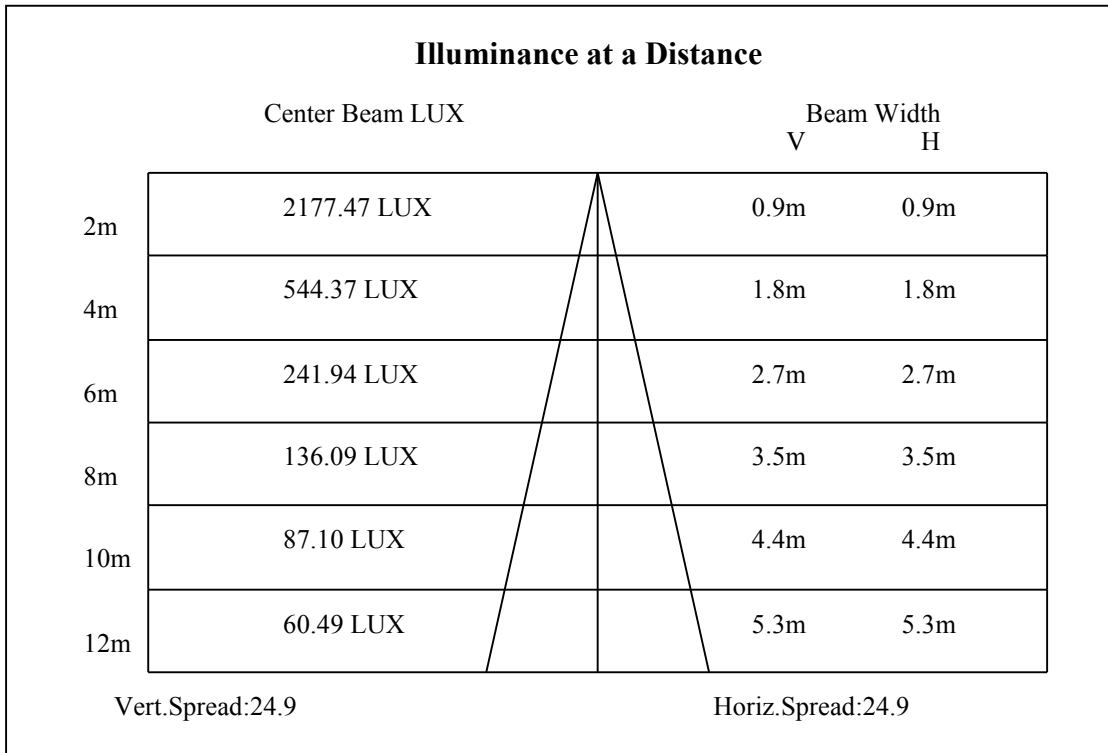 Illuminance at a Distance
Center Beam LUX Beam Width
V H
2m 2177.47 LUX 0.9m 0.9m
4m 544.37 LUX 1.8m 1.8m
6m 241.94 LUX 2.7m 2.7m
8m 136.09 LUX 3.5m 3.5m
10m 87.10 LUX 4.4m 4.4m
12m 60.49 LUX 5.3m 5.3m
Vert.Spread:24.9 Horiz.Spread:24.9